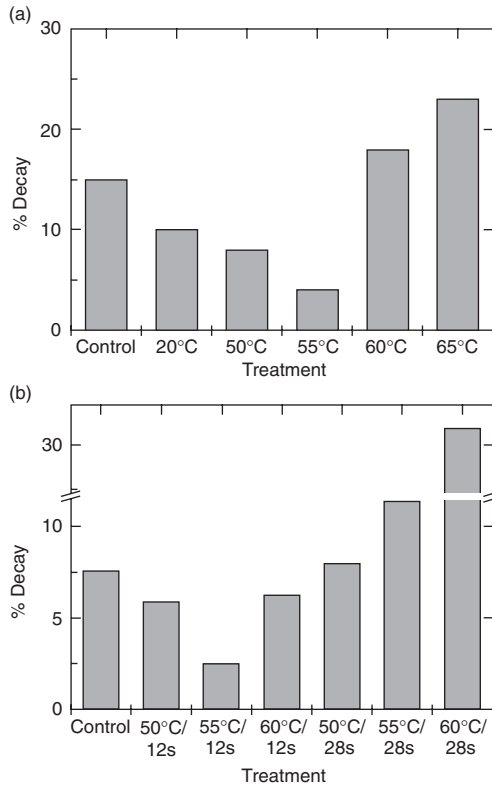 (a)
30
20
10
0
% Decay
Control 20°C 50°C 55°C 60°C 65°C
Treatment
(b)
30
10
5
0
% Decay
Control 50°C/ 55°C/ 60°C/ 50°C/ 55°C/ 60°C/
12s 12s 12s 28s 28s 28s
Treatment